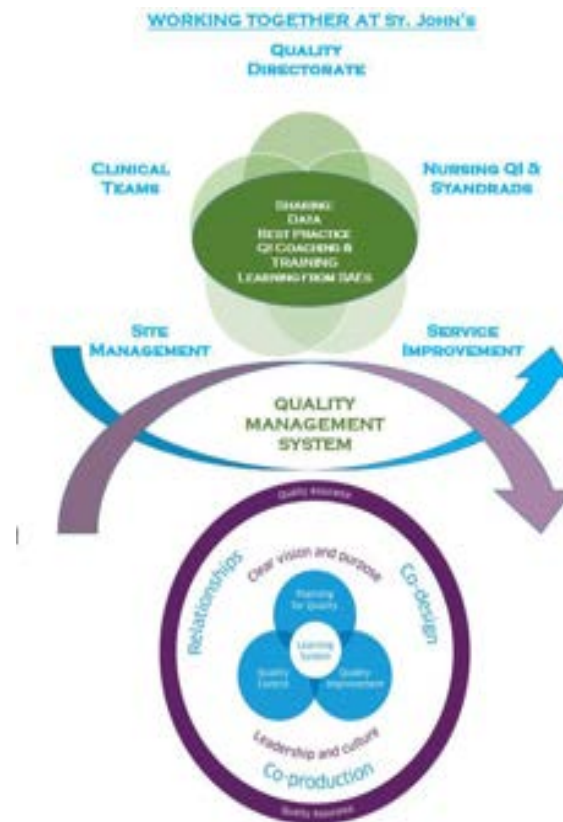 WORKING TOGETHER AT ST. JOHN'S
QUALITY
DIRECTORATE
CLINICAL
TEAMS
NURSING QI &
SYANDRADS
SHARING
DATA
BEST PRACTICE
QI COACHING &
TRAINING
LEARNING FROM SAES
SITE
MANAGEMENT
SERVICE
IMPROVEMENT
QUALITY
MANAGEMENT
SYSTEM
Quality Assurance
Clear vision and purpose
Relationships
Co-design
Planning
for Quality
Learning
System
Quality
Control
Quality
Improvement
Leadership and culture
Co-production
Quality Assurance